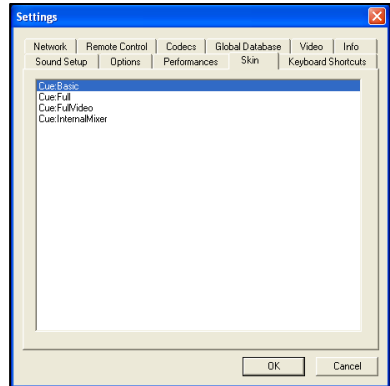 Settings
Network Remote Control Codecs Global Database Video Info
Sound Setup Options Performances Skin Keyboard Shortcuts
Cue:Basic
Cue:Full
Cue:FullVideo
Cue:InternalMixer
OK Cancel